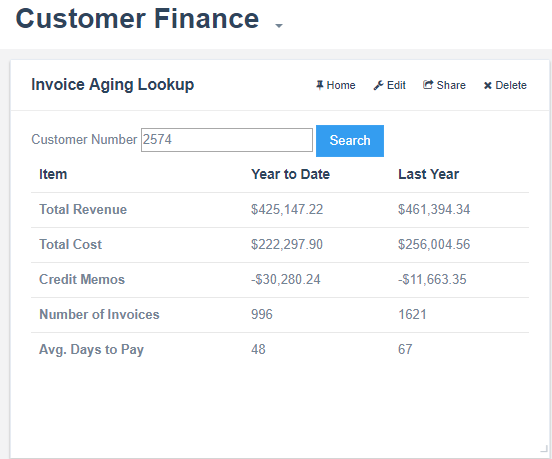 Customer Finance
Invoice Aging Lookup Home Edit Share Delete
Customer Number 2574 Search
Item Year to Date Last Year
Total Revenue $425,147.22 $461,394.34
Total Cost $222,297.90 $256,004.56
Credit Memos -$30,280.24 -$11,663.35
Number of Invoices 996 1621
Avg. Days to Pay 48 67